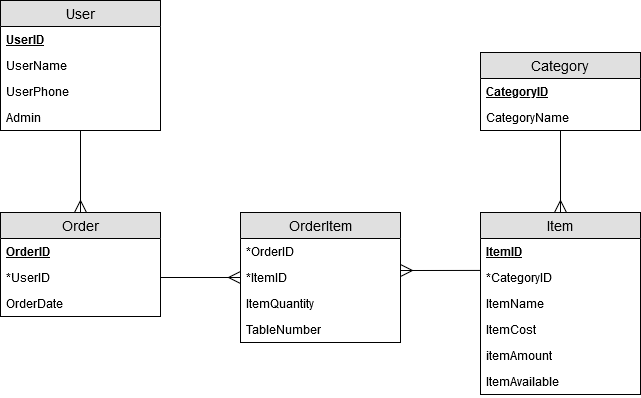 User
UserID
UserName
UserPhone
Admin
Category
CategoryID
CategoryName
Order
OrderID
*UserID
OrderDate
OrderItem
*OrderID
*ItemID
ItemQuantity
TableNumber
Item
ItemID
*CategoryID
ItemName
ItemCost
itemAmount
ItemAvailable